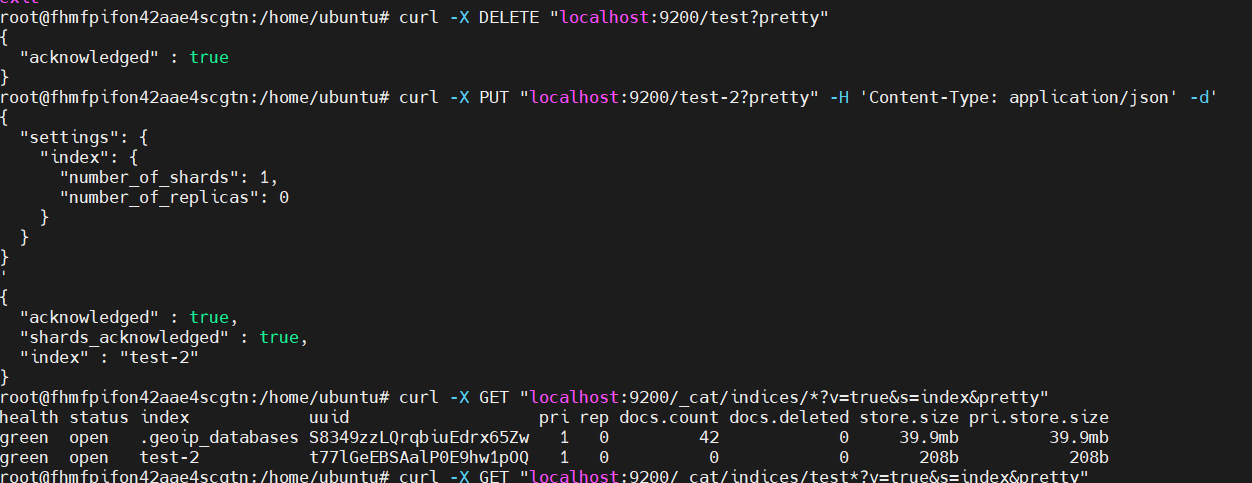 exit
root@fhmfpifon42aae4scgtn:/home/ubuntu# curl -X DELETE "localhost:9200/test?pretty"
{
  "acknowledged" : true
}
root@fhmfpifon42aae4scgtn:/home/ubuntu# curl -X PUT "localhost:9200/test-2?pretty" -H 'Content-Type: application/json' -d'
{
  "settings": {
    "index": {
      "number_of_shards": 1,
      "number_of_replicas": 0
    }
  }
}
'
{
  "acknowledged" : true,
  "shards_acknowledged" : true,
  "index" : "test-2"
}
root@fhmfpifon42aae4scgtn:/home/ubuntu# curl -X GET "localhost:9200/_cat/indices/*?v=true&s=index&pretty"
health status index            uuid                   pri rep docs.count docs.deleted store.size pri.store.size
green  open   .geoip_databases S8349zzLQrqbiuEdrx65Zw   1   0         42            0     39.9mb         39.9mb
green  open   test-2           t77lGeEBSAalP0E9hw1pOQ   1   0          0            0       208b           208b
root@fhmfpifon42aae4scgtn:/home/ubuntu# curl -X GET "localhost:9200/_cat/indices/test*?v=true&s=index&pretty"